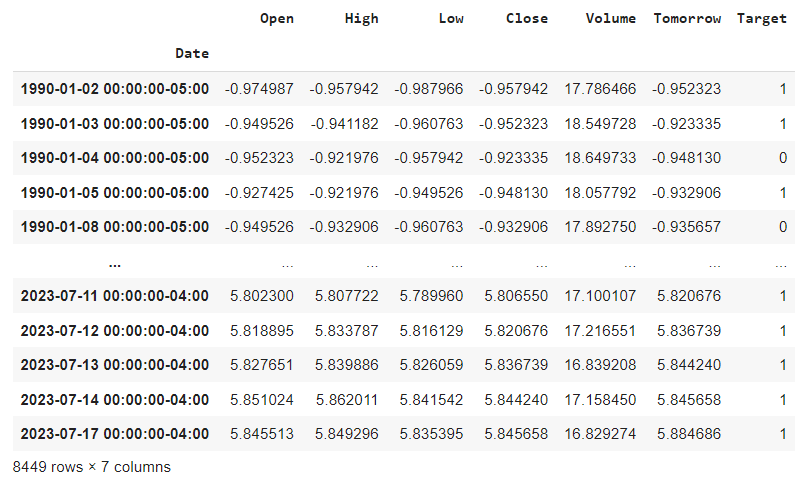 Open High Low Close Volume Tomorrow Target
Date
1990-01-02 00:00:00-05:00 -0.974987 -0.957942 -0.987966 -0.957942 17.786466 -0.952323 1
1990-01-03 00:00:00-05:00 -0.949526 -0.941182 -0.960763 -0.952323 18.549728 -0.923335 1
1990-01-04 00:00:00-05:00 -0.952323 -0.921976 -0.957942 -0.923335 18.649733 -0.948130 0
1990-01-05 00:00:00-05:00 -0.927425 -0.921976 -0.949526 -0.948130 18.057792 -0.932906 1
1990-01-08 00:00:00-05:00 -0.949526 -0.932906 -0.960763 -0.932906 17.892750 -0.935657 0
... ... ... ... ... ... ... ...
2023-07-11 00:00:00-04:00 5.802300 5.807722 5.789960 5.806550 17.100107 5.820676 1
2023-07-12 00:00:00-04:00 5.818895 5.833787 5.816129 5.820676 17.216551 5.836739 1
2023-07-13 00:00:00-04:00 5.827651 5.839886 5.826059 5.836739 16.839208 5.844240 1
2023-07-14 00:00:00-04:00 5.851024 5.862011 5.841542 5.844240 17.158450 5.845658 1
2023-07-17 00:00:00-04:00 5.845513 5.849296 5.835395 5.845658 16.829274 5.884686 1
8449 rows × 7 columns